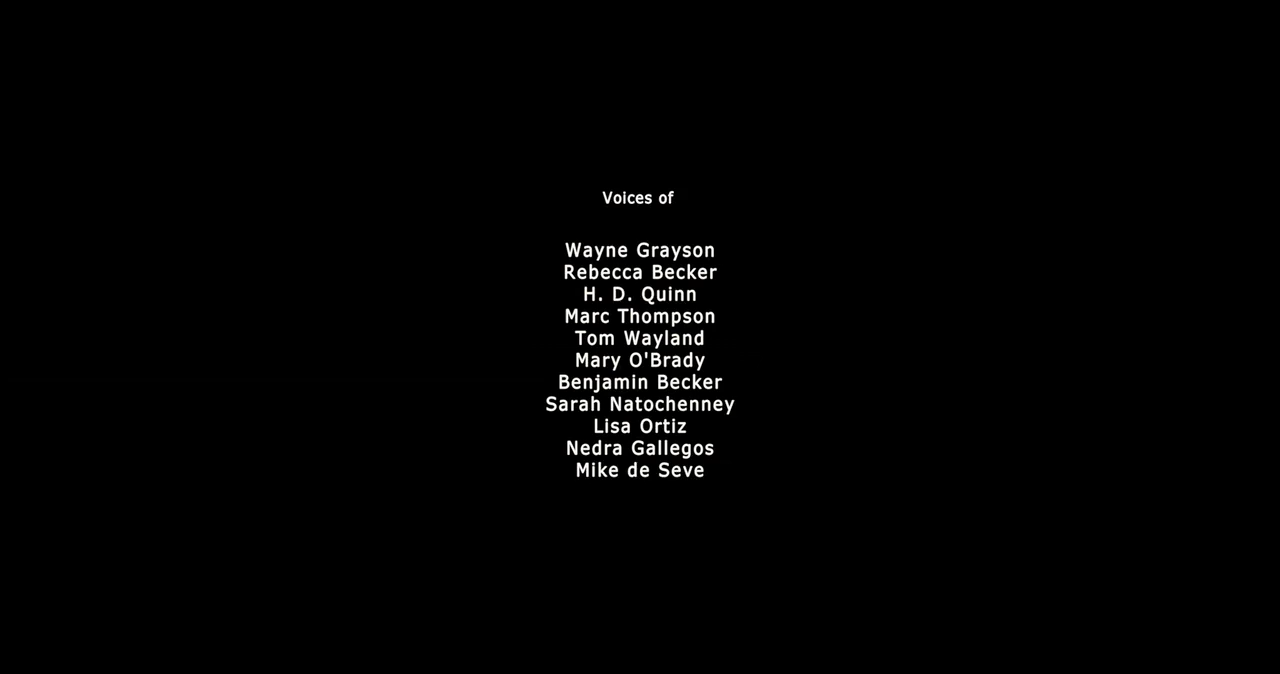 Voices of
Wayne Grayson
Rebecca Becker
H. D. Quinn
Marc Thompson
Tom Wayland
Mary O'Brady
Benjamin Becker
Sarah Natochenney
Lisa Ortiz
Nedra Gallegos
Mike de Seve